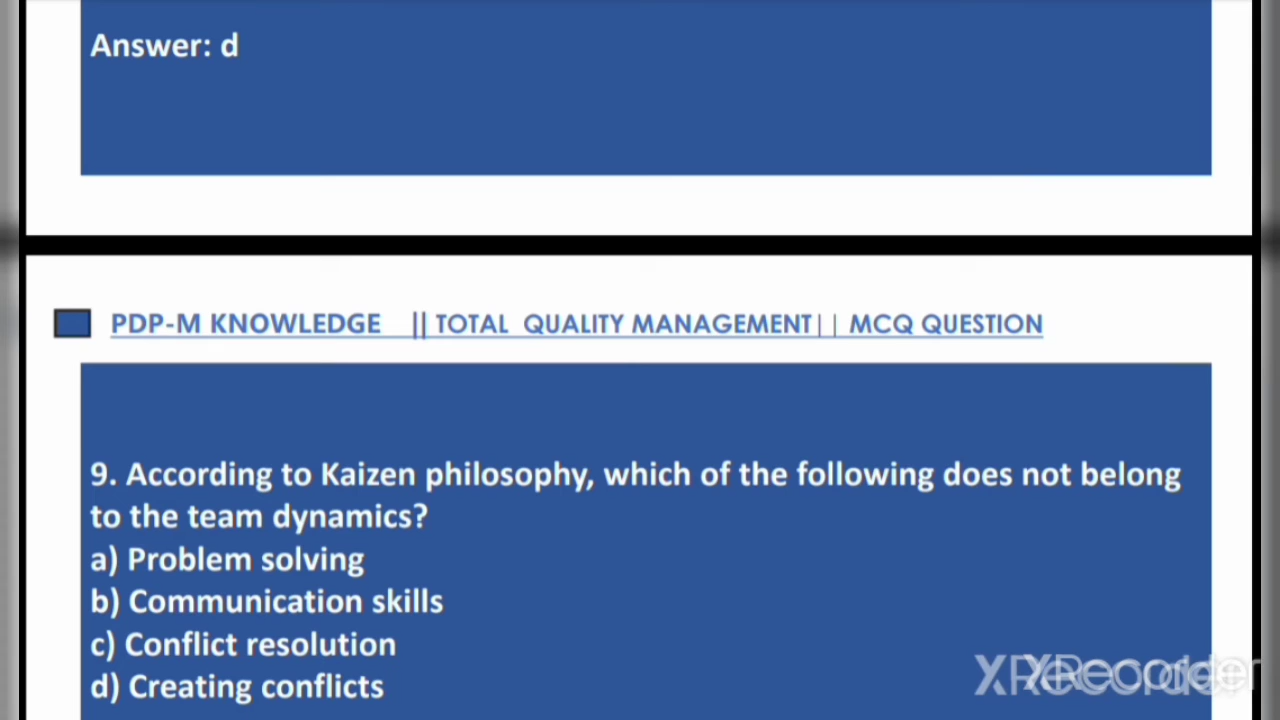 Answer: d
PDP-M KNOWLEDGE || TOTAL QUALITY MANAGEMENT|| MCQ QUESTION
9. According to Kaizen philosophy, which of the following does not belong
to the team dynamics?
a) Problem solving
b) Communication skills
c) Conflict resolution
d) Creating conflicts
XRecorder